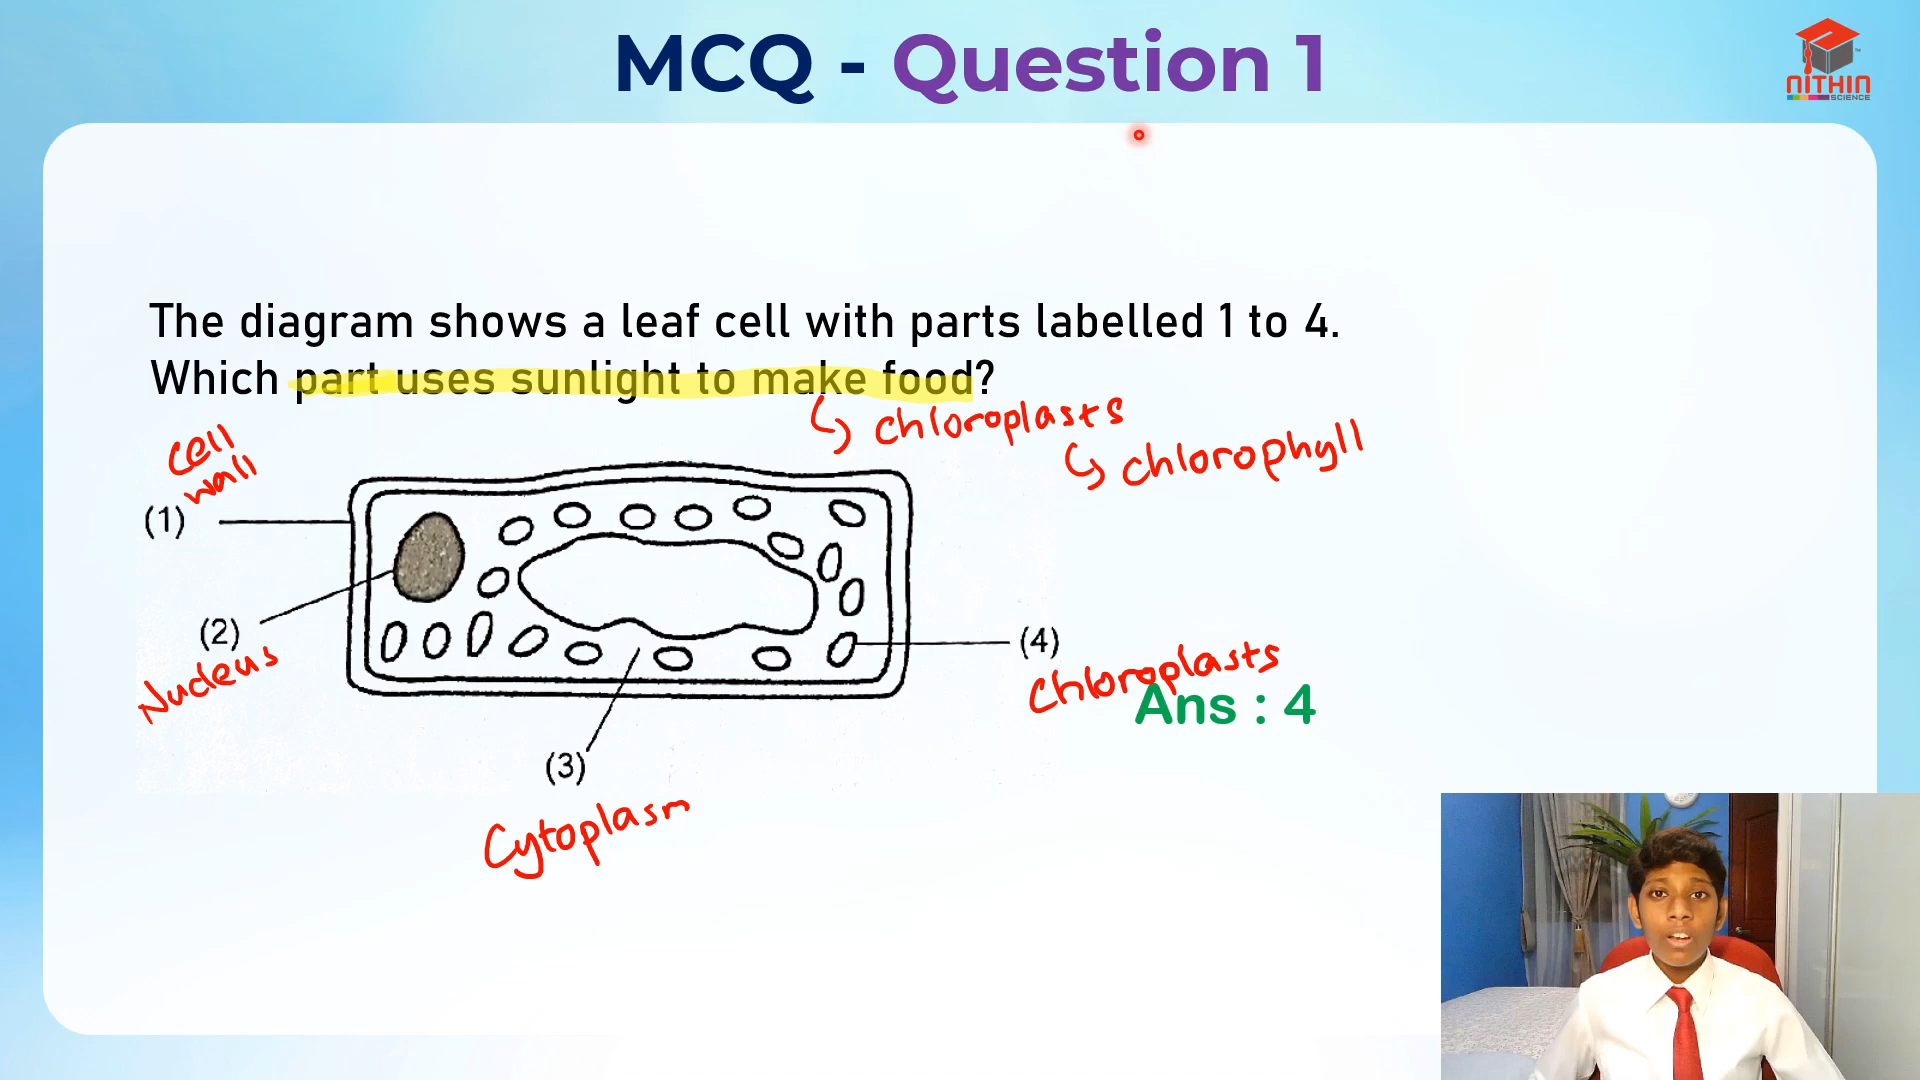 MCQ - Question 1
NITHIN
SCIENCE
The diagram shows a leaf cell with parts labelled 1 to 4.
Which part uses sunlight to make food?
chloroplasts
chlorophyll
cell
wall
(1)
(2)
Nucleus
(4)
Chloroplasts
Ans : 4
(3)
Cytoplasm